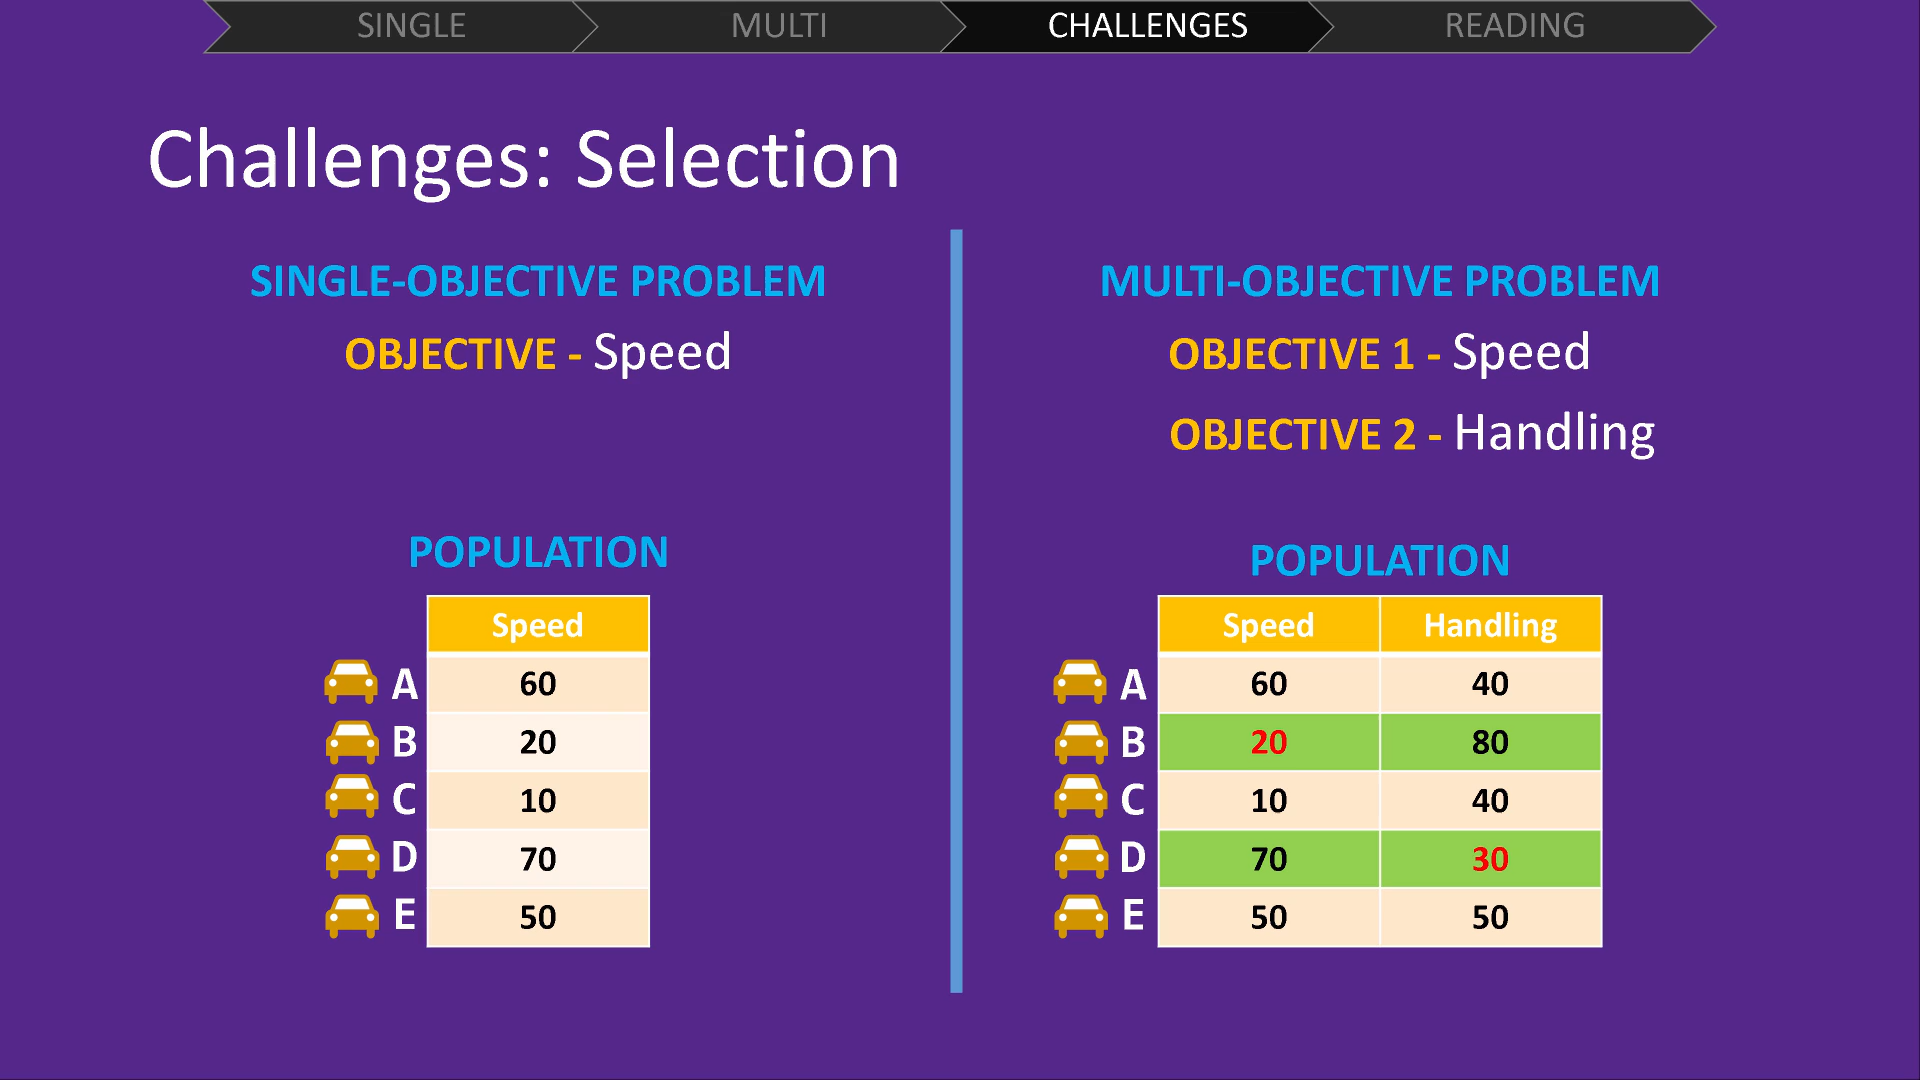 SINGLE
MULTI
CHALLENGES
READING
Challenges: Selection
SINGLE-OBJECTIVE PROBLEM
OBJECTIVE - Speed
POPULATION
Speed
A 60
B 20
C 10
D 70
E 50
MULTI-OBJECTIVE PROBLEM
OBJECTIVE 1 - Speed
OBJECTIVE 2 - Handling
POPULATION
Speed Handling
A 60 40
B 20 80
C 10 40
D 70 30
E 50 50